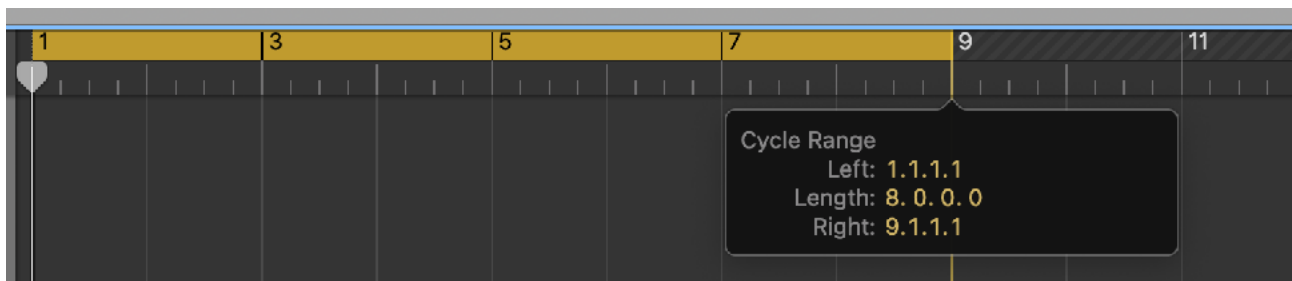 1 3 5 7 9 11
Cycle Range
Left: 1.1.1.1
Length: 8. 0. 0. 0
Right: 9.1.1.1